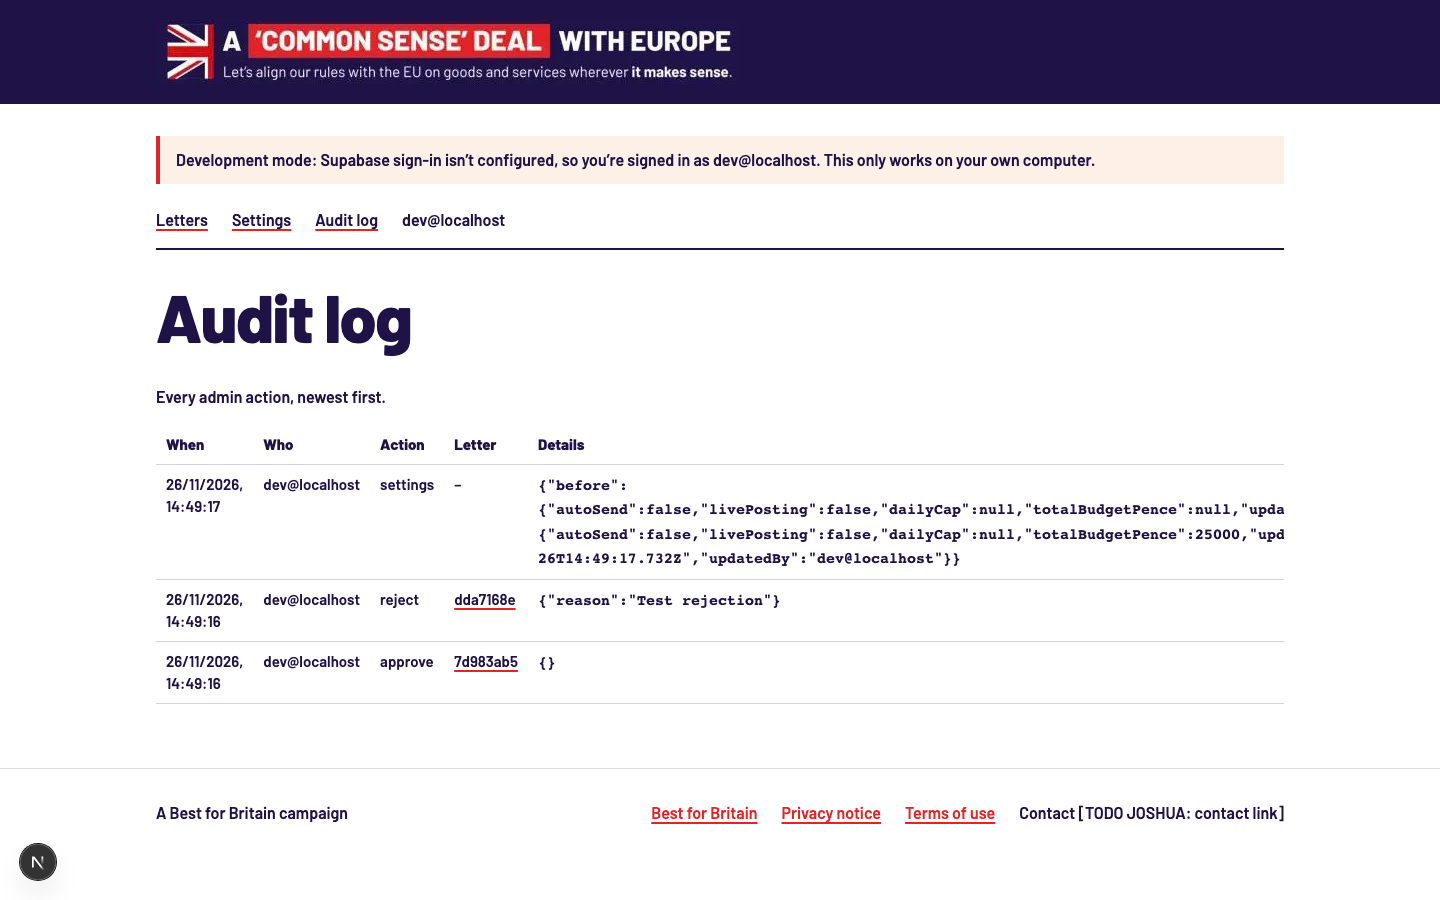 A ‘COMMON SENSE’ DEAL WITH EUROPE
Let’s align our rules with the EU on goods and services wherever it makes sense.
Development mode: Supabase sign-in isn’t configured, so you’re signed in as dev@localhost. This only works on your own computer.
Letters Settings Audit log dev@localhost
Audit log
Every admin action, newest first.
When Who Action Letter Details
26/11/2026, dev@localhost settings – {"before":
14:49:17 {"autoSend":false,"livePosting":false,"dailyCap":null,"totalBudgetPence":null,"upda
{"autoSend":false,"livePosting":false,"dailyCap":null,"totalBudgetPence":25000,"upd
26T14:49:17.732Z","updatedBy":"dev@localhost"}}
26/11/2026, dev@localhost reject dda7168e {"reason":"Test rejection"}
14:49:16
26/11/2026, dev@localhost approve 7d983ab5 {}
14:49:16
A Best for Britain campaign Best for Britain Privacy notice Terms of use Contact [TODO JOSHUA: contact link]
N